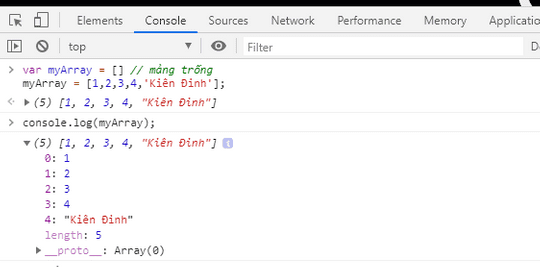 Elements Console Sources Network Performance Memory Applicatio
top Filter De
> var myArray = [] // mảng trống
myArray = [1,2,3,4,'Kiên Đinh'];
(5) [1, 2, 3, 4, "Kiên Đinh"]
> console.log(myArray);
(5) [1, 2, 3, 4, "Kiên Đinh"] i
0: 1
1: 2
2: 3
3: 4
4: "Kiên Đinh"
length: 5
__proto__: Array(0)